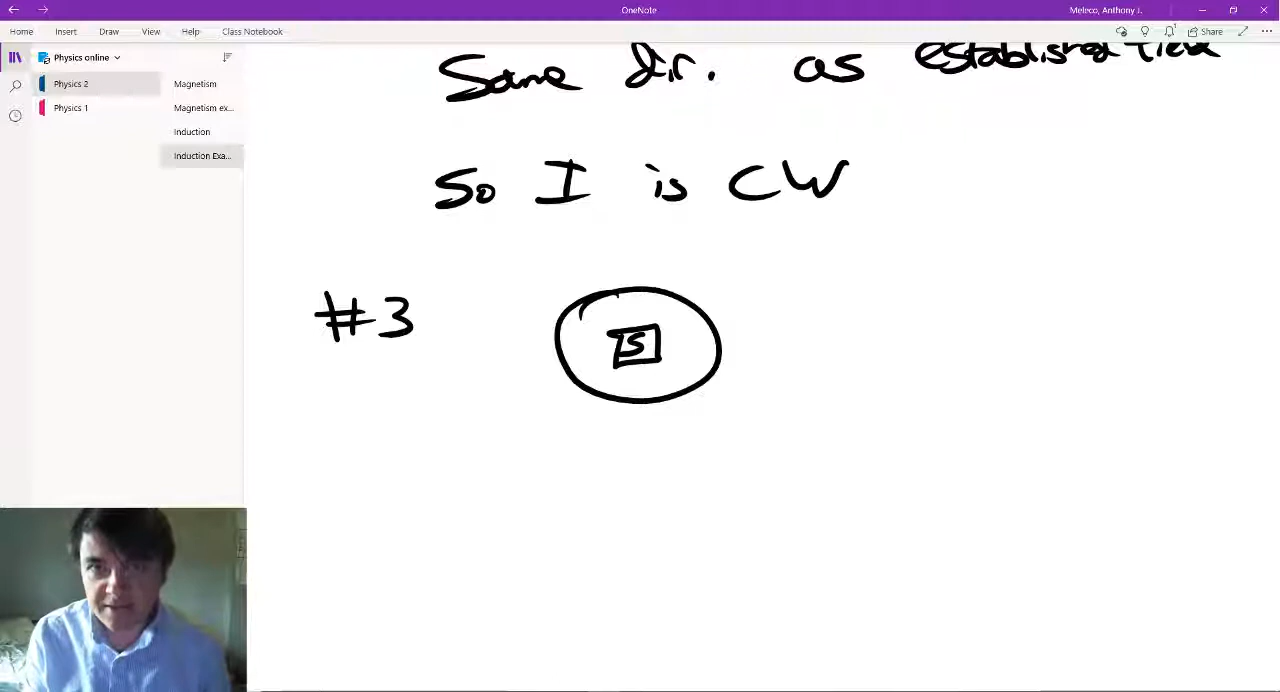 OneNote
Meleco, Anthony J.
Home Insert Draw View Help Class Notebook
Share
Physics online
Physics 2
Physics 1
Magnetism
Magnetism ex...
Induction
Induction Exa...
Same dir. as established field
So I is CW
#3
S